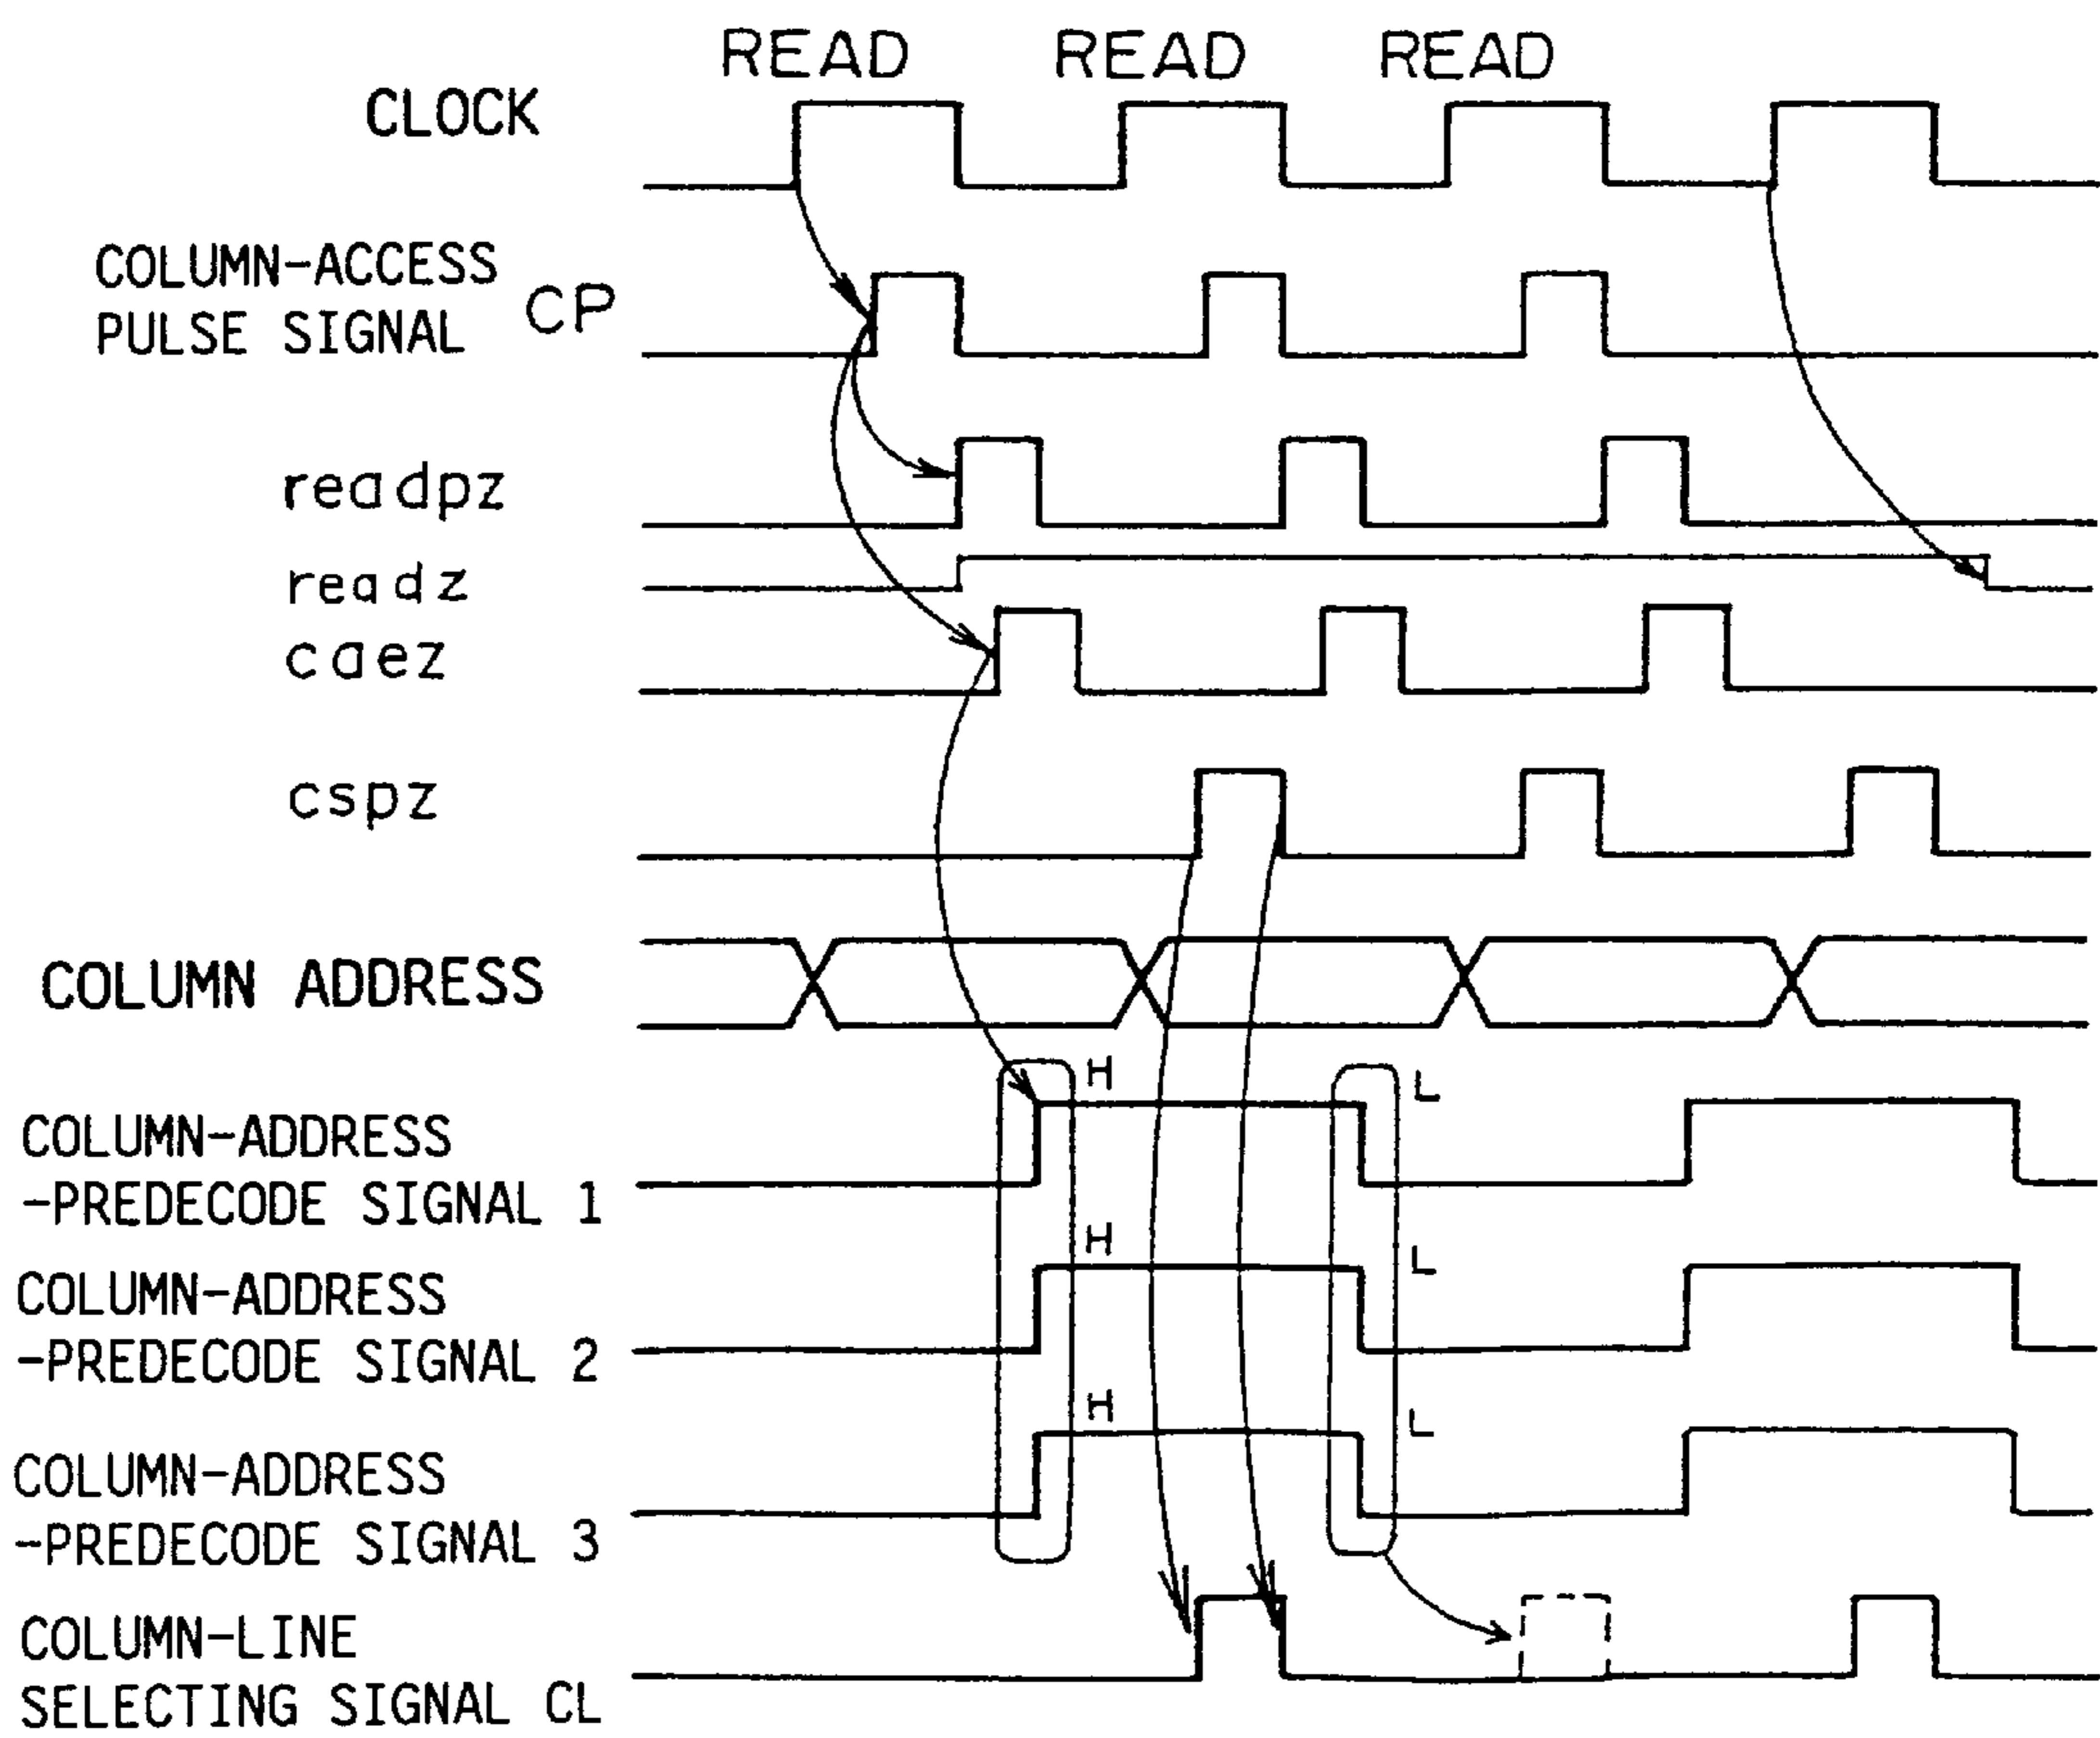 READ READ READ
CLOCK
COLUMN-ACCESS
PULSE SIGNAL CP
readpz
readz
caez
cspz
COLUMN ADDRESS
H L
COLUMN-ADDRESS
-PREDECODE SIGNAL 1
H L
COLUMN-ADDRESS
-PREDECODE SIGNAL 2
H L
COLUMN-ADDRESS
-PREDECODE SIGNAL 3
COLUMN-LINE
SELECTING SIGNAL CL